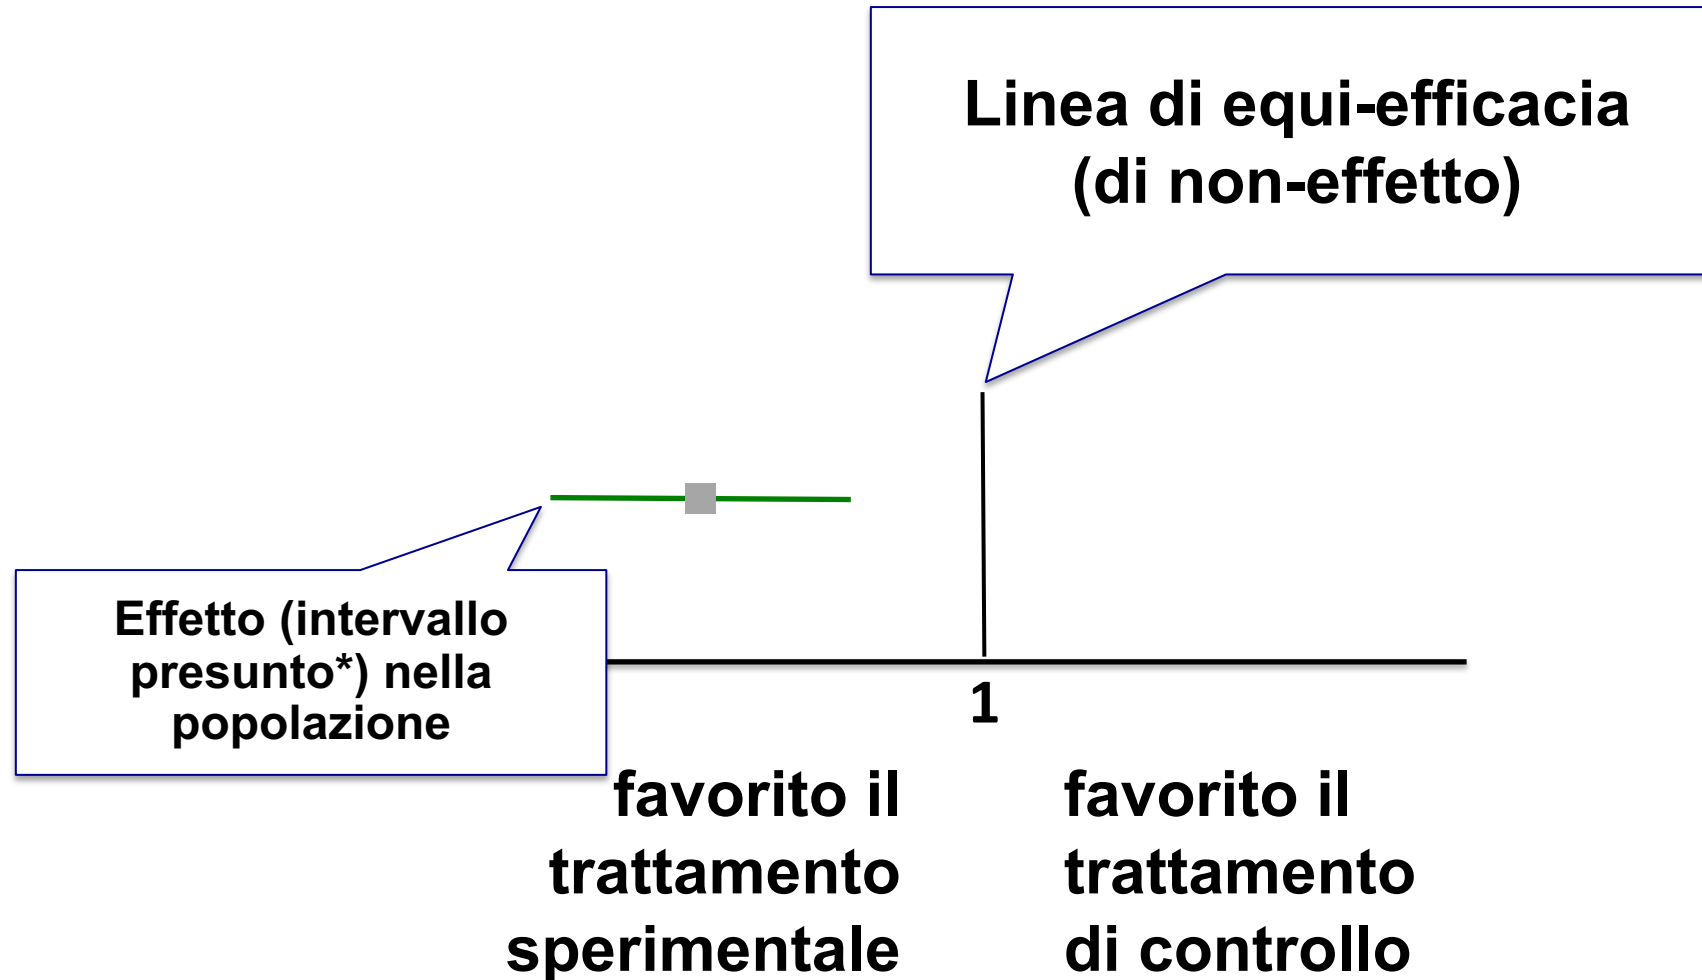 Linea di equi-efficacia
(di non-effetto)
Effetto (intervallo
presunto*) nella
popolazione
1
favorito il
trattamento
sperimentale
favorito il
trattamento
di controllo